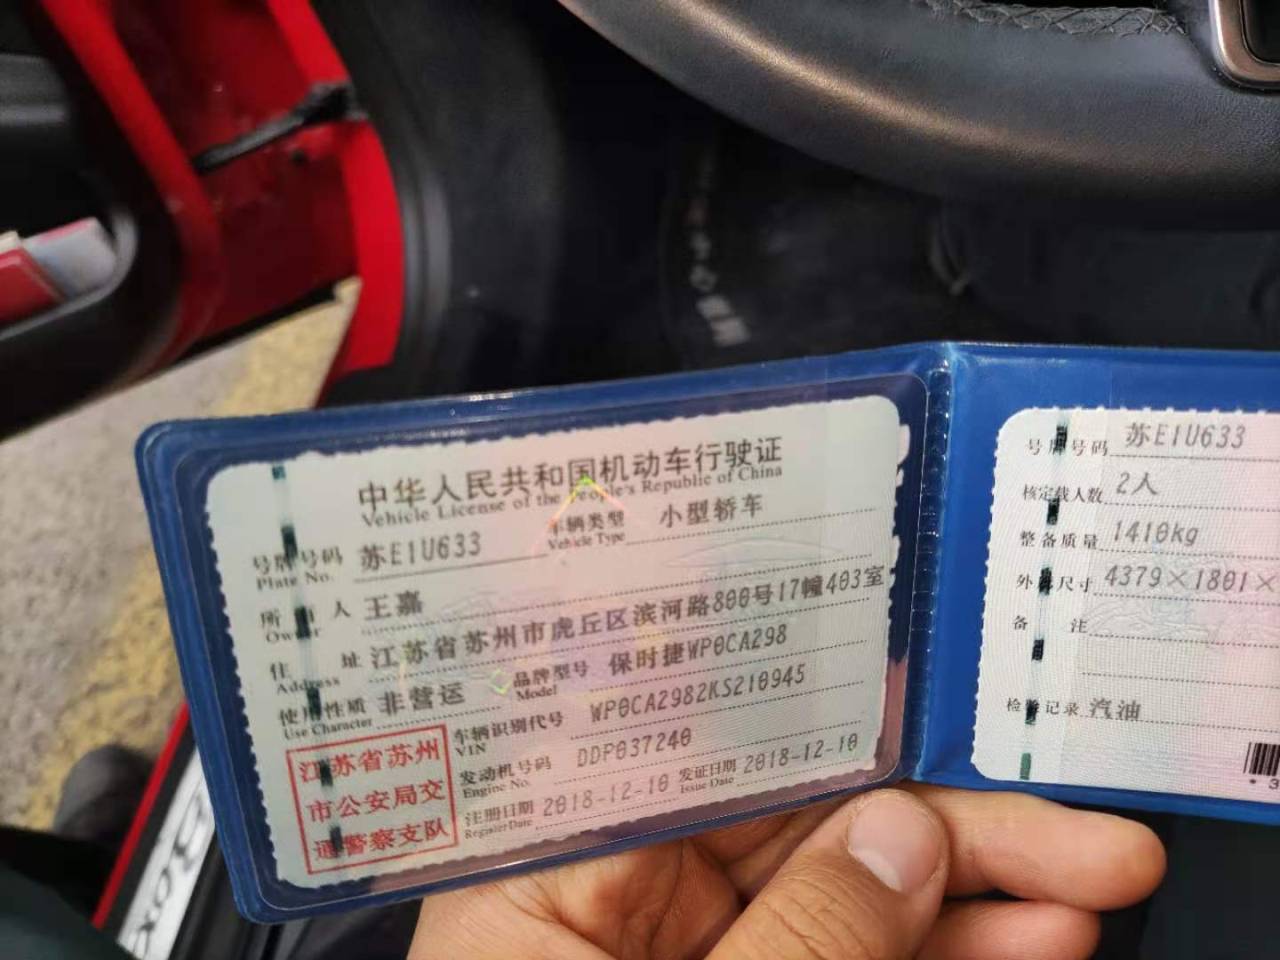 中华人民共和国机动车行驶证
Vehicle License of the People's Republic of China
号牌号码 苏E1U633 车辆类型 小型轿车
Plate No. Vehicle Type
所有人 王嘉
Owner
住址 江苏省苏州市虎丘区滨河路800号17幢403室
Address
使用性质 非营运 品牌型号 保时捷WP0CA298
Use Character Model
车辆识别代号 WP0CA2982KS210945
VIN
发动机号码 DDP037240
Engine No.
注册日期 2018-12-10 发证日期 2018-12-10
Register Date Issue Date
江苏省苏州
市公安局交
通警察支队
号牌号码 苏E1U633
核定载人数 2人
整备质量 1410kg
外廓尺寸 4379×1801×
备注
检验记录 汽油